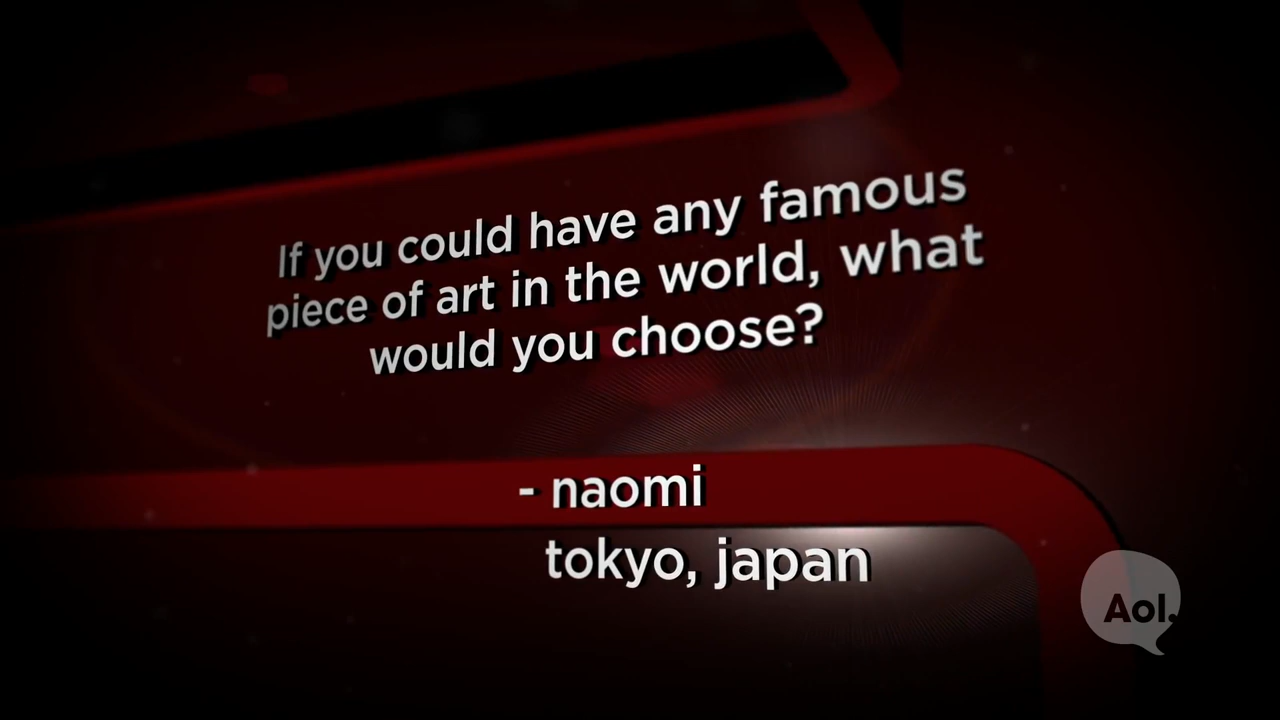 If you could have any famous
piece of art in the world, what
would you choose?
- naomi
tokyo, japan
Aol.